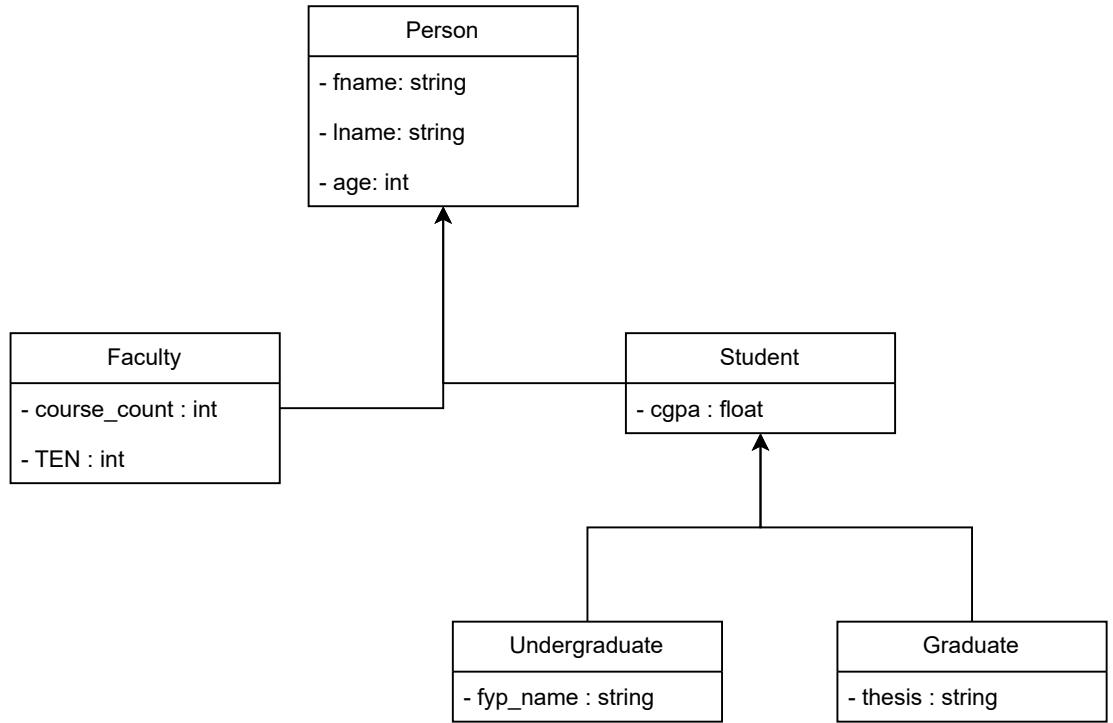 Person
- fname: string
- lname: string
- age: int
Faculty
- course_count : int
- TEN : int
Student
- cgpa : float
Undergraduate
- fyp_name : string
Graduate
- thesis : string